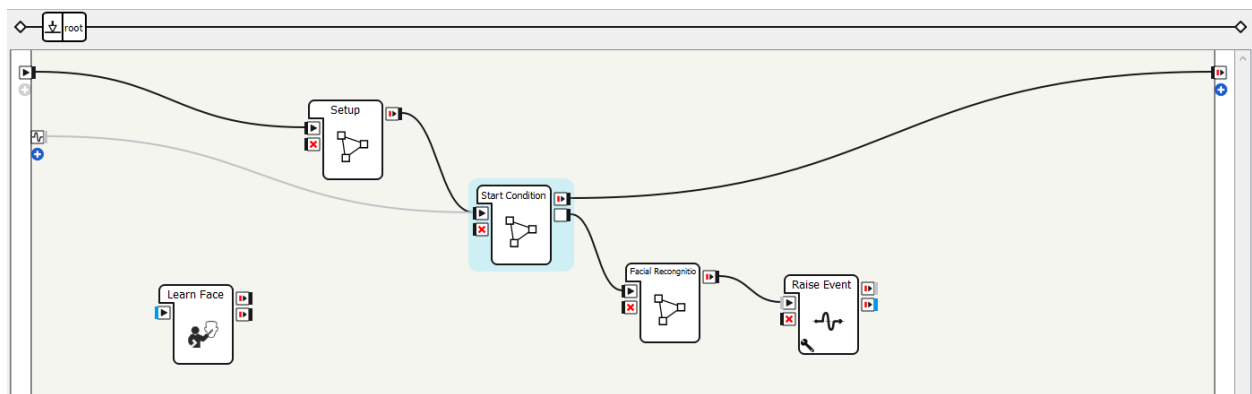 root
Setup
Start Condition
Facial Recongnitio
Learn Face
Raise Event